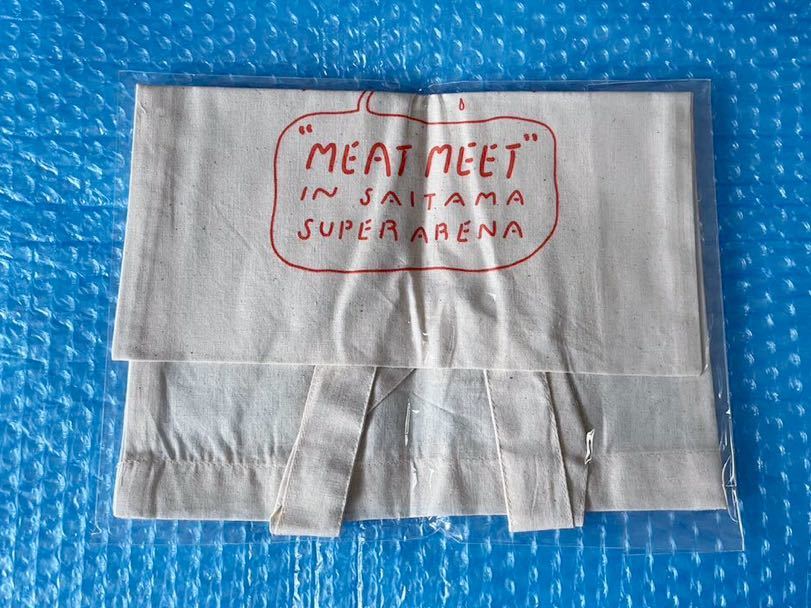 "MEAT MEET"
IN SAITAMA
SUPER ARENA